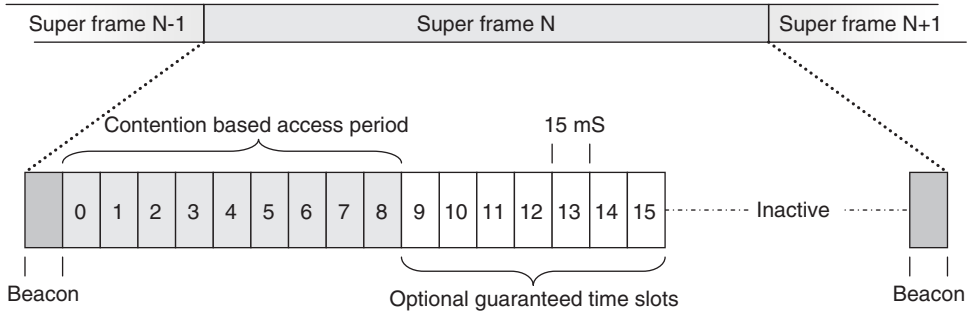 Super frame N-1 Super frame N Super frame N+1
Contention based access period 15 mS
0 1 2 3 4 5 6 7 8 9 10 11 12 13 14 15 Inactive
Beacon Optional guaranteed time slots Beacon